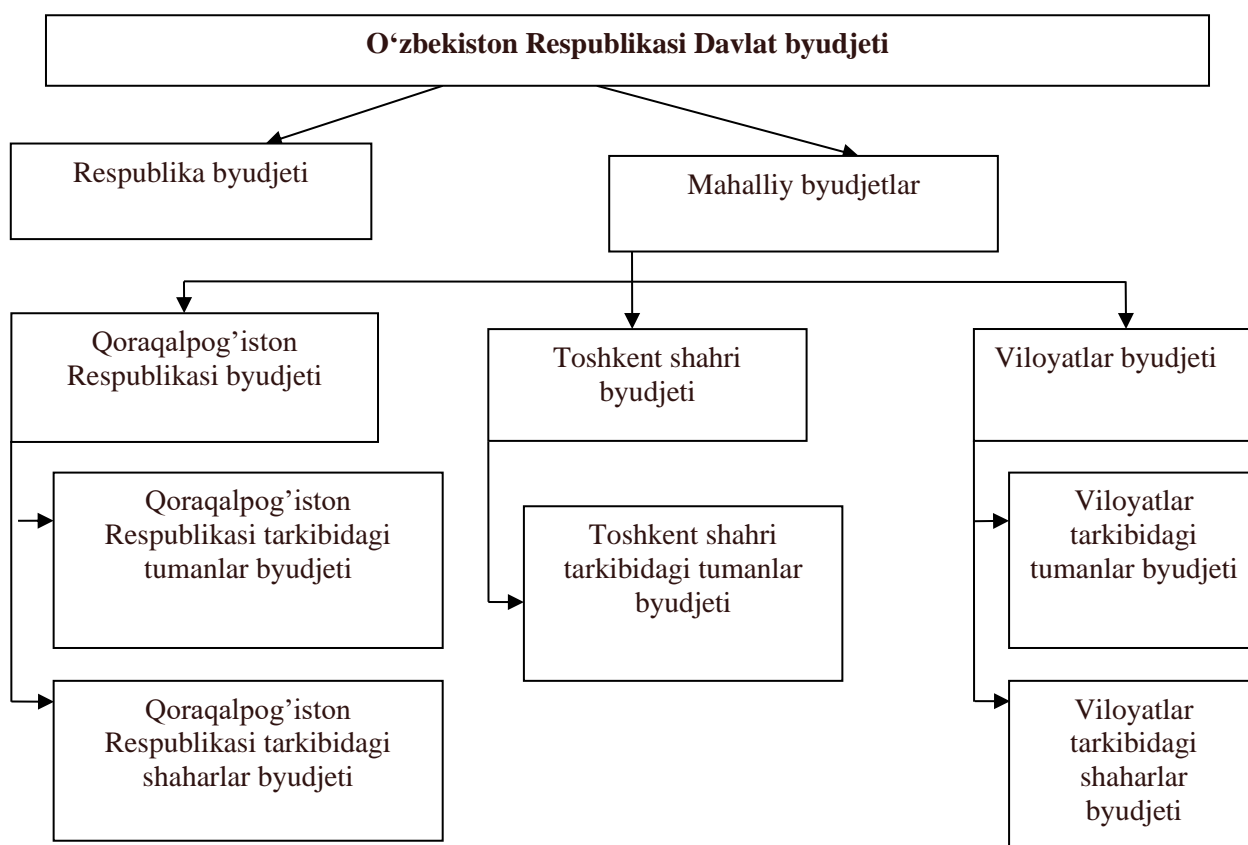 O‘zbekiston Respublikasi Davlat byudjeti
Respublika byudjeti
Mahalliy byudjetlar
Qoraqalpog’iston
Respublikasi byudjeti
Toshkent shahri
byudjeti
Viloyatlar byudjeti
Qoraqalpog’iston
Respublikasi tarkibidagi
tumanlar byudjeti
Toshkent shahri
tarkibidagi tumanlar
byudjeti
Viloyatlar
tarkibidagi
tumanlar byudjeti
Qoraqalpog’iston
Respublikasi tarkibidagi
shaharlar byudjeti
Viloyatlar
tarkibidagi
shaharlar
byudjeti